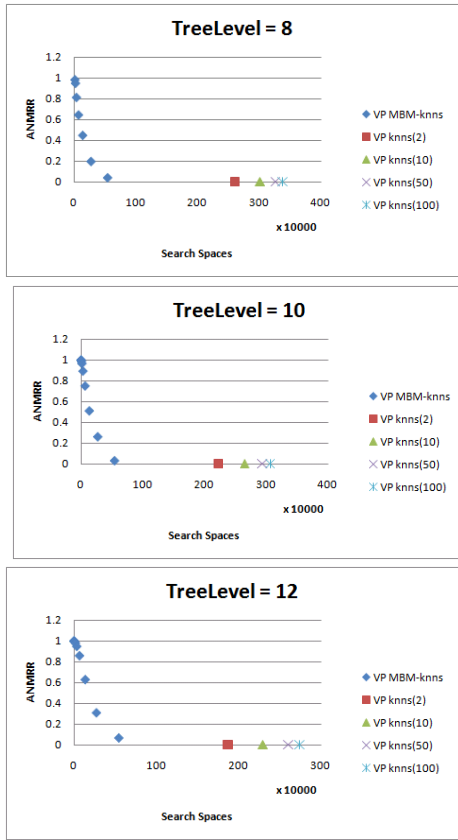 TreeLevel = 8
ANMRR
1.2
1
0.8
0.6
0.4
0.2
0
0 100 200 300 400
x 10000
Search Spaces
VP MBM-knns
VP knns(2)
VP knns(10)
VP knns(50)
VP knns(100)
TreeLevel = 10
ANMRR
1.2
1
0.8
0.6
0.4
0.2
0
0 100 200 300 400
x 10000
Search Spaces
VP MBM-knns
VP knns(2)
VP knns(10)
VP knns(50)
VP knns(100)
TreeLevel = 12
ANMRR
1.2
1
0.8
0.6
0.4
0.2
0
0 100 200 300
x 10000
Search Spaces
VP MBM-knns
VP knns(2)
VP knns(10)
VP knns(50)
VP knns(100)